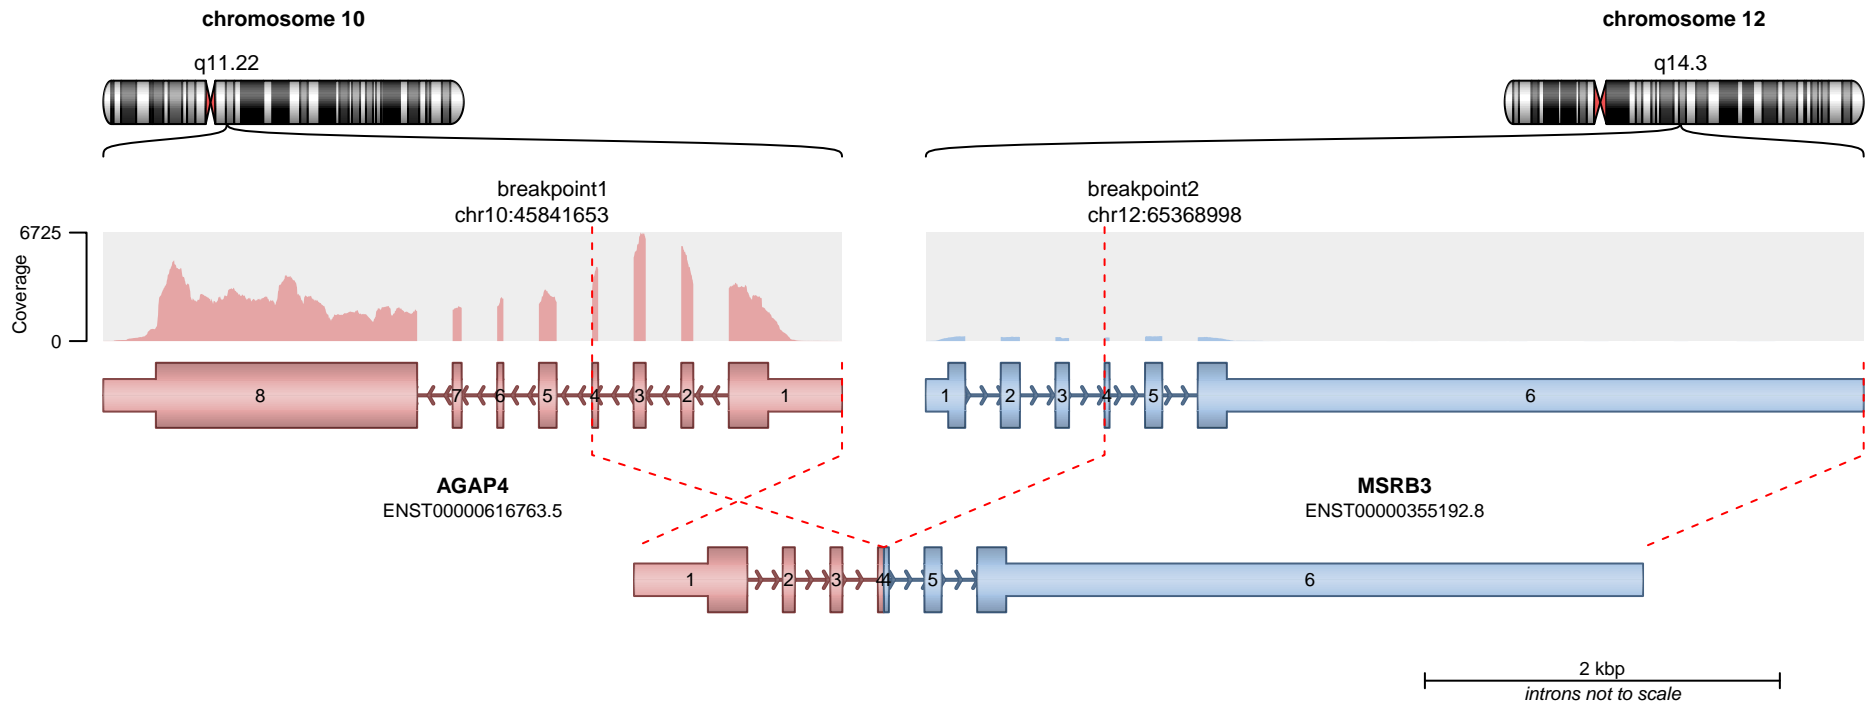 chromosome 10
chromosome 12
q11.22
q14.3
breakpoint1
chr10:45841653
breakpoint2
chr12:65368998
6725
Coverage
0
8
7
6
5
4
3
2
1
1
2
3
4
5
6
AGAP4
ENST00000616763.5
MSRB3
ENST00000355192.8
1
2
3
4
4
5
6
2 kbp
introns not to scale